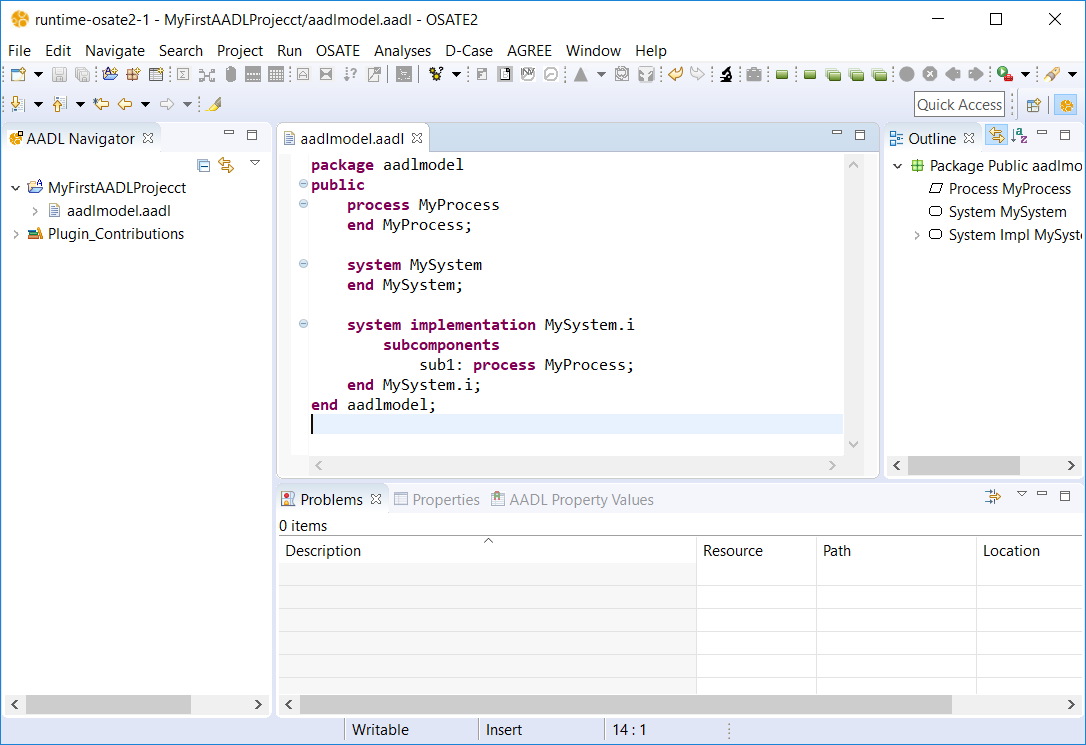 runtime-osate2-1 - MyFirstAADLProjecct/aadlmodel.aadl - OSATE2
File Edit Navigate Search Project Run OSATE Analyses D-Case AGREE Window Help
Quick Access
AADL Navigator
MyFirstAADLProjecct
aadlmodel.aadl
Plugin_Contributions
aadlmodel.aadl
package aadlmodel
public
process MyProcess
end MyProcess;
system MySystem
end MySystem;
system implementation MySystem.i
subcomponents
sub1: process MyProcess;
end MySystem.i;
end aadlmodel;
Outline
Package Public aadlmo
Process MyProcess
System MySystem
System Impl MySyste
Problems Properties AADL Property Values
0 items
Description Resource Path Location
Writable Insert 14 : 1